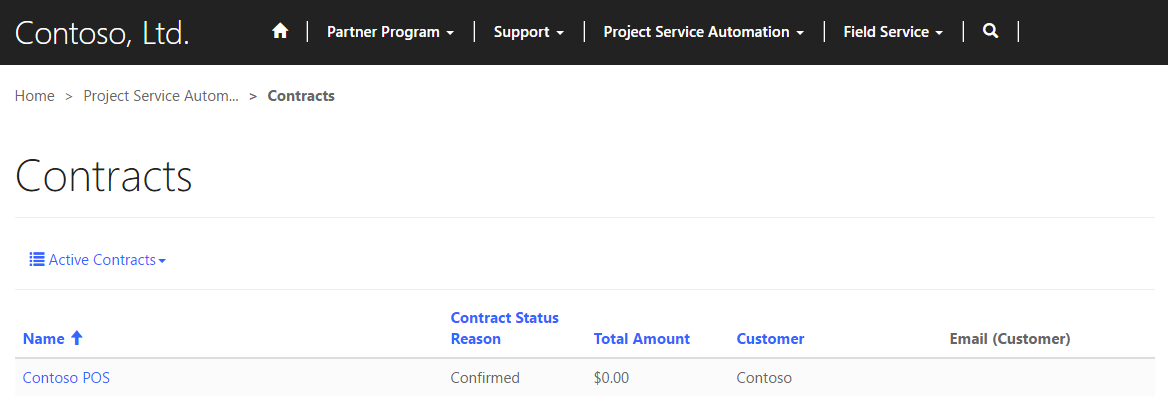 Contoso, Ltd. Partner Program Support Project Service Automation Field Service
Home > Project Service Autom... > Contracts
Contracts
Active Contracts
Name Contract Status Reason Total Amount Customer Email (Customer)
Contoso POS Confirmed $0.00 Contoso